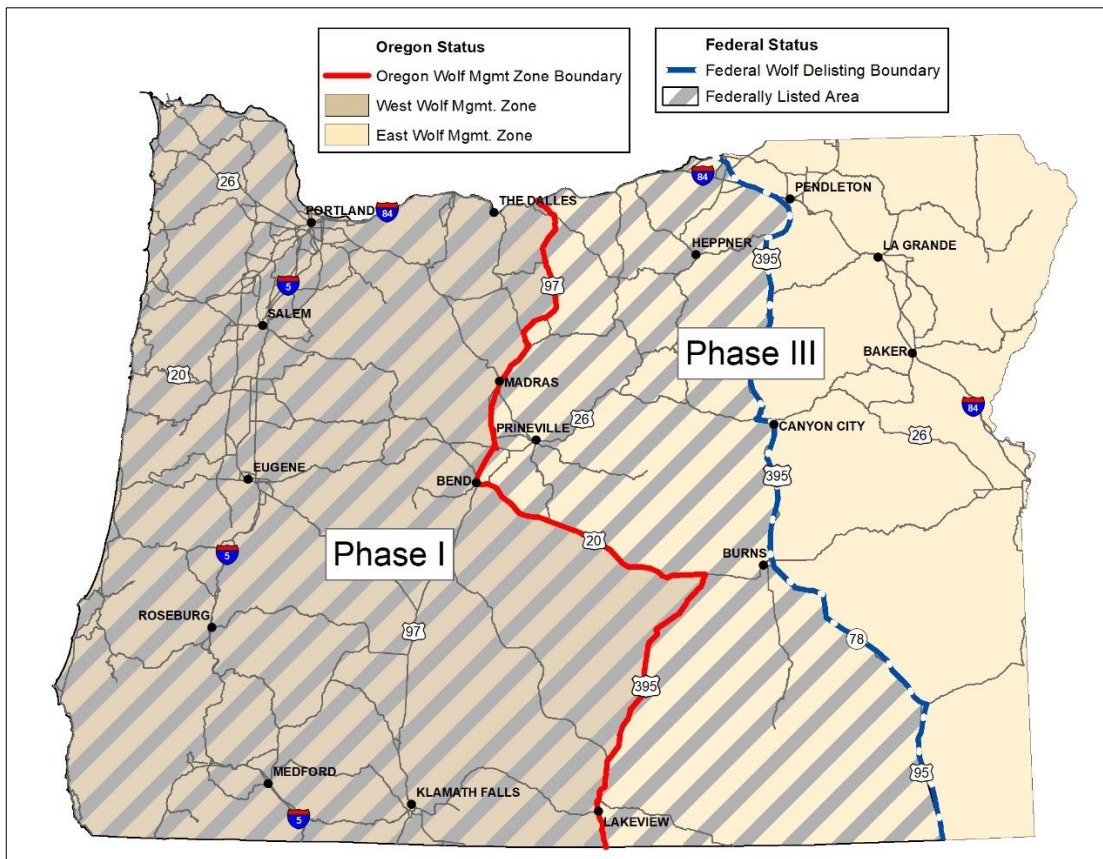 Oregon Status
Oregon Wolf Mgmt Zone Boundary
West Wolf Mgmt. Zone
East Wolf Mgmt. Zone
Federal Status
Federal Wolf Delisting Boundary
Federally Listed Area
26
PORTLAND
84
THE DALLES
84
PENDLETON
HEPPNER
LA GRANDE
395
97
5
SALEM
Phase III
20
BAKER
MADRAS
84
26
CANYON CITY
26
PRINEVILLE
EUGENE
BEND
395
Phase I
20
5
BURNS
ROSEBURG
97
78
395
MEDFORD
95
KLAMATH FALLS
5
LAKEVIEW